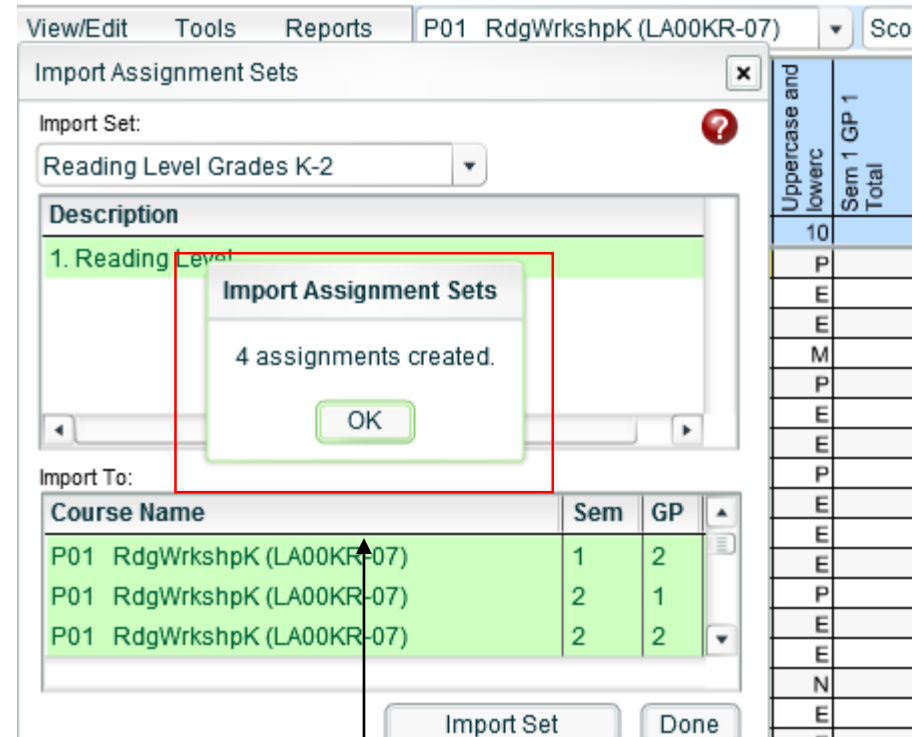 View/Edit Tools Reports P01 RdgWrkshpK (LA00KR-07) Sco
Import Assignment Sets
Import Set:
Reading Level Grades K-2
Description
1. Reading Level
Import Assignment Sets
4 assignments created.
OK
Import To:
Course Name Sem GP
P01 RdgWrkshpK (LA00KR-07) 1 2
P01 RdgWrkshpK (LA00KR-07) 2 1
P01 RdgWrkshpK (LA00KR-07) 2 2
Import Set Done
Uppercase and
lowerc
Sem 1 GP 1
Total
10
P
E
E
M
P
E
E
P
E
E
E
P
E
E
N
E